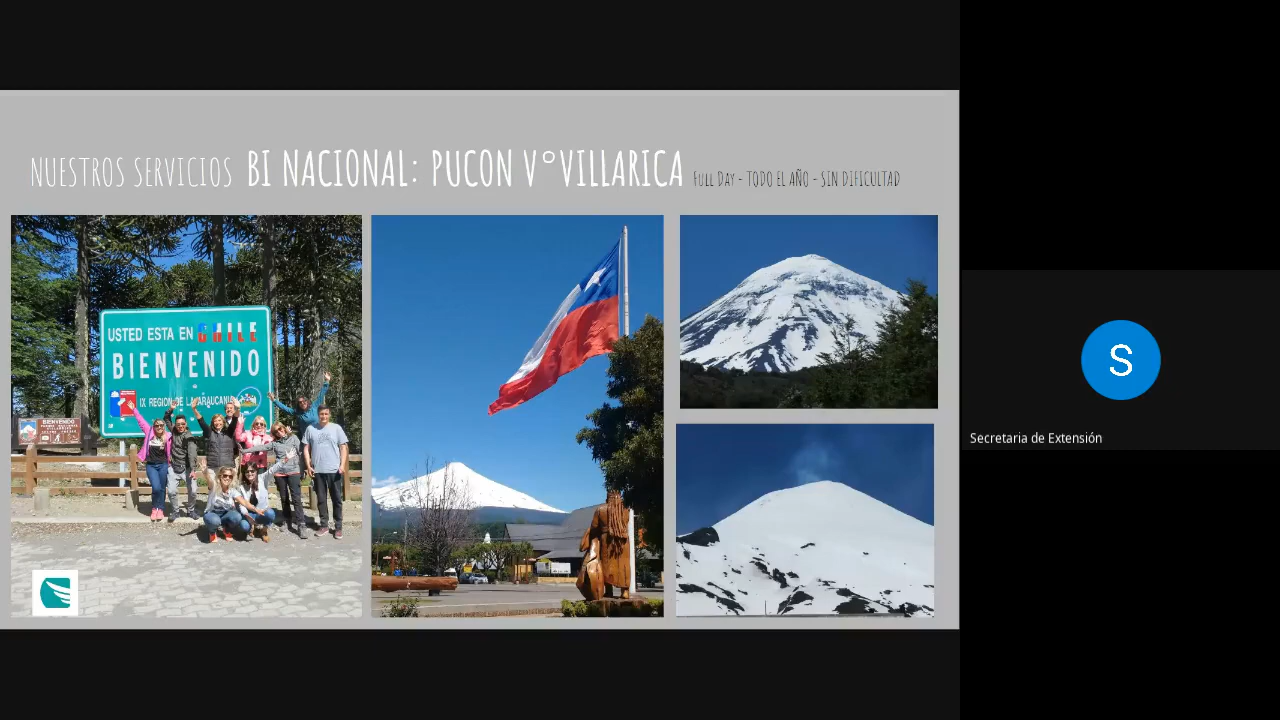 NUESTROS SERVICIOS BI NACIONAL: PUCON V°VILLARICA Full Day - TODO EL AÑO - SIN DIFICULTAD
USTED ESTA EN CHILE
BIENVENIDO
IX REGION DE LA ARAUCANIA
BIENVENIDO
S
Secretaria de Extensión